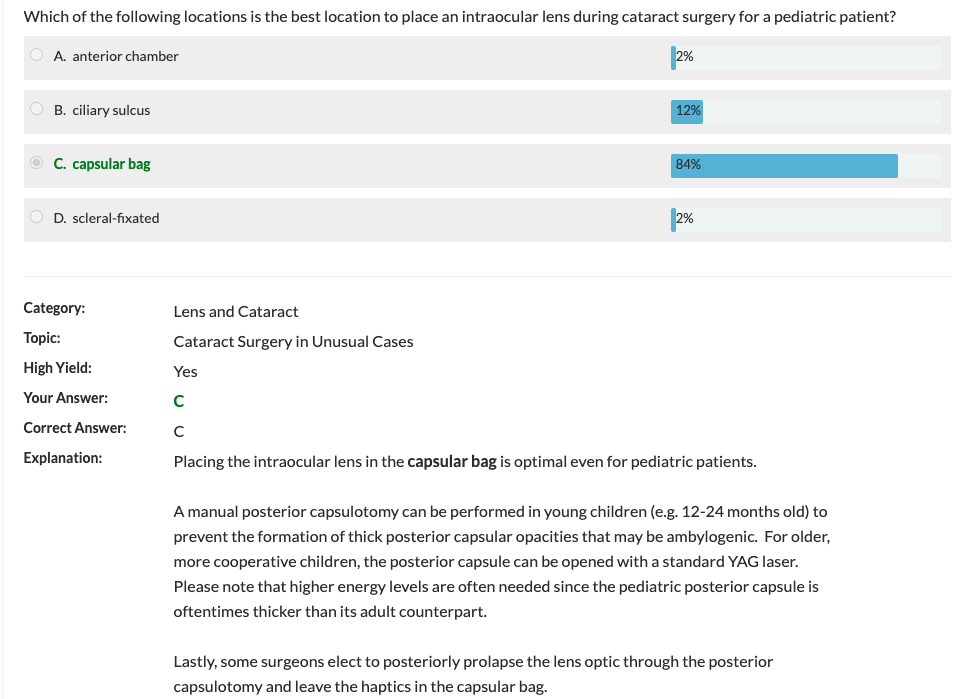 Which of the following locations is the best location to place an intraocular lens during cataract surgery for a pediatric patient?
A. anterior chamber 2%
B. ciliary sulcus 12%
C. capsular bag 84%
D. scleral-fixated 2%
Category: Lens and Cataract
Topic: Cataract Surgery in Unusual Cases
High Yield: Yes
Your Answer: C
Correct Answer: C
Explanation: Placing the intraocular lens in the capsular bag is optimal even for pediatric patients.
A manual posterior capsulotomy can be performed in young children (e.g. 12-24 months old) to
prevent the formation of thick posterior capsular opacities that may be ambylogenic. For older,
more cooperative children, the posterior capsule can be opened with a standard YAG laser.
Please note that higher energy levels are often needed since the pediatric posterior capsule is
oftentimes thicker than its adult counterpart.
Lastly, some surgeons elect to posteriorly prolapse the lens optic through the posterior
capsulotomy and leave the haptics in the capsular bag.